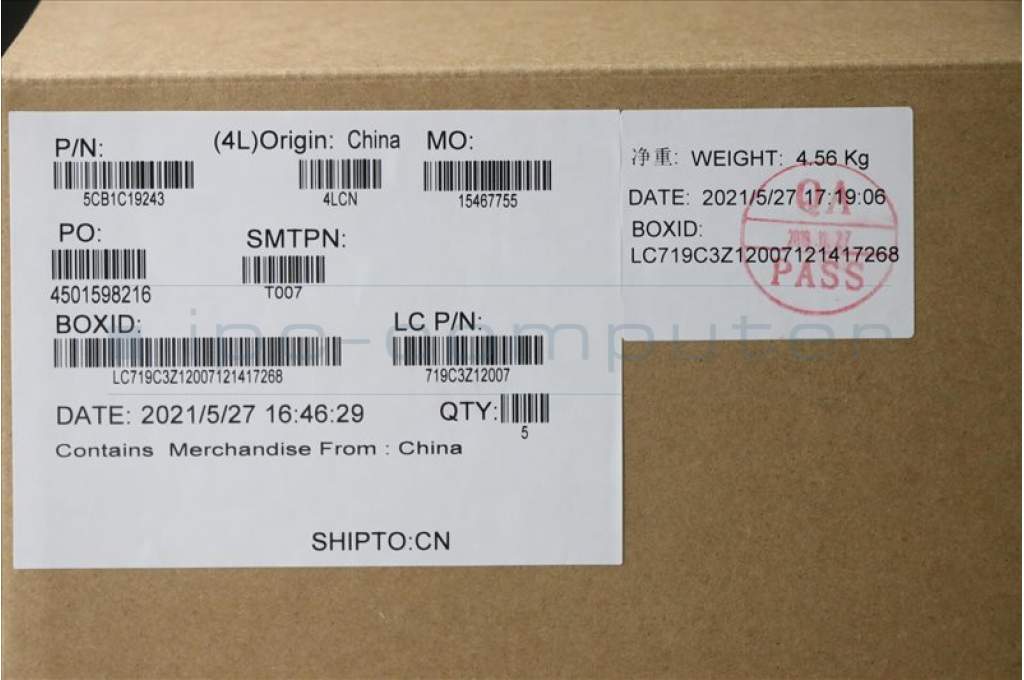 P/N:
5CB1C19243
(4L)Origin: China
4LCN
MO:
15467755
PO:
4501598216
SMTPN:
T007
BOXID:
LC719C3Z12007121417268
LC P/N:
719C3Z12007
DATE: 2021/5/27 16:46:29
QTY:
5
Contains Merchandise From : China
SHIPTO:CN
净重: WEIGHT: 4.56 Kg
DATE: 2021/5/27 17:19:06
BOXID:
LC719C3Z12007121417268
QA
PASS
ipc-computer